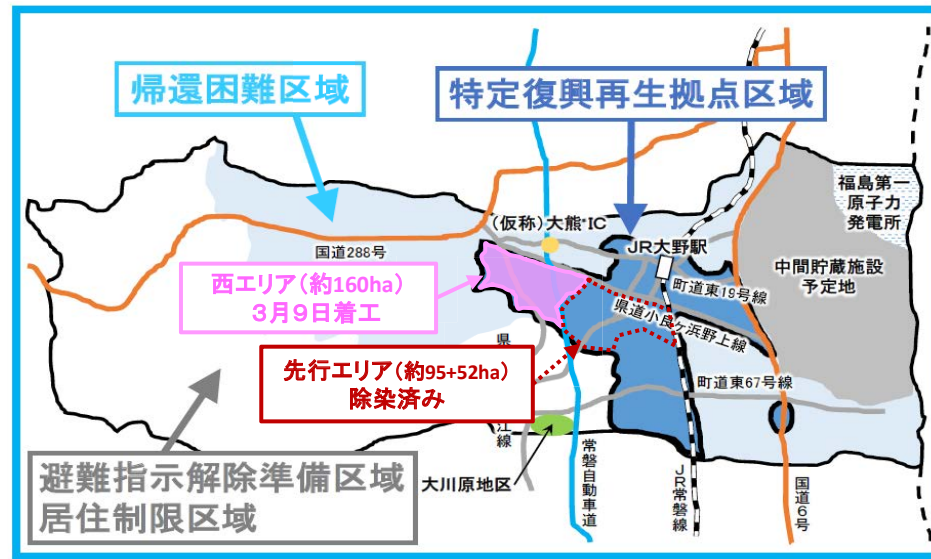 帰還困難区域
特定復興再生拠点区域
福島第一
原子力
発電所
(仮称)大熊・IC
JR大野駅
国道288号
中間貯蔵施設
予定地
西エリア(約160ha)
3月9日着工
町道東19号線
県道小良ヶ浜野上線
先行エリア(約95+52ha)
除染済み
県
江線
町道東67号線
避難指示解除準備区域
居住制限区域
大川原地区
常磐自動車道
JR常磐線
国道6号